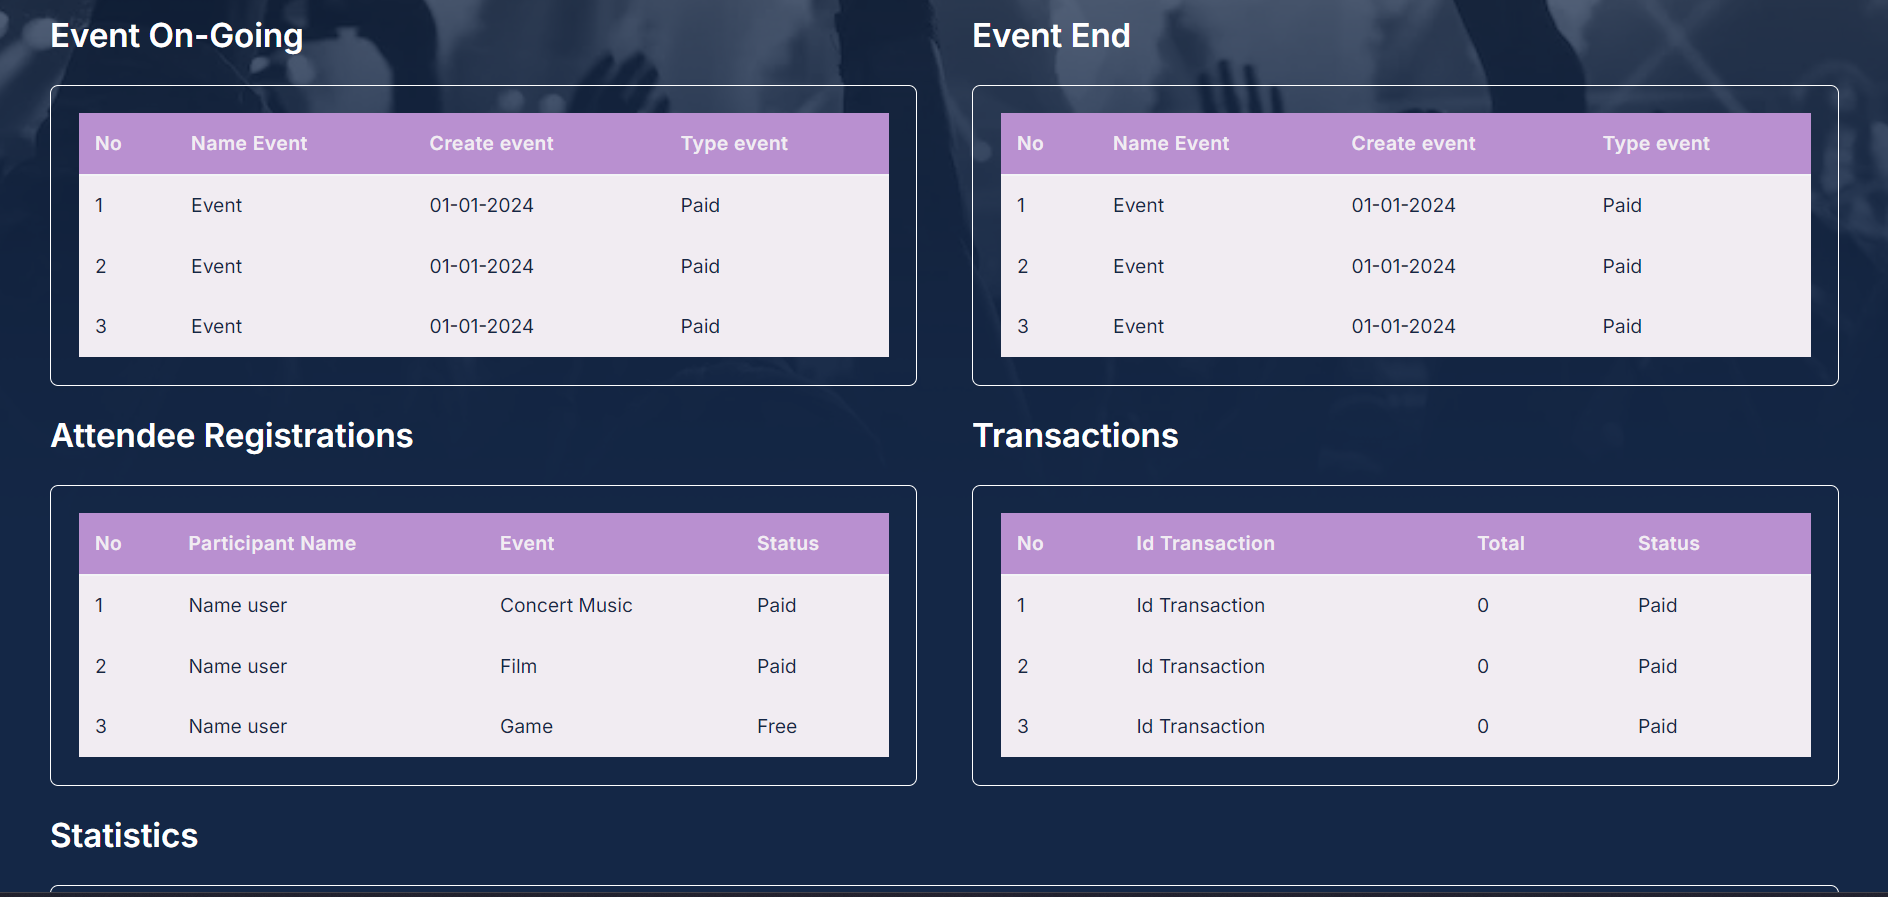 Event On-Going
No Name Event Create event Type event
1 Event 01-01-2024 Paid
2 Event 01-01-2024 Paid
3 Event 01-01-2024 Paid
Event End
No Name Event Create event Type event
1 Event 01-01-2024 Paid
2 Event 01-01-2024 Paid
3 Event 01-01-2024 Paid
Attendee Registrations
No Participant Name Event Status
1 Name user Concert Music Paid
2 Name user Film Paid
3 Name user Game Free
Transactions
No Id Transaction Total Status
1 Id Transaction 0 Paid
2 Id Transaction 0 Paid
3 Id Transaction 0 Paid
Statistics